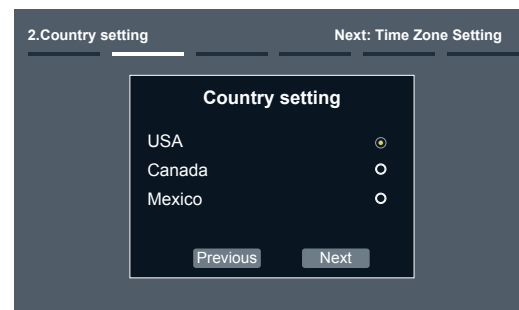 2.Country setting Next: Time Zone Setting
Country setting
USA
Canada
Mexico
Previous Next